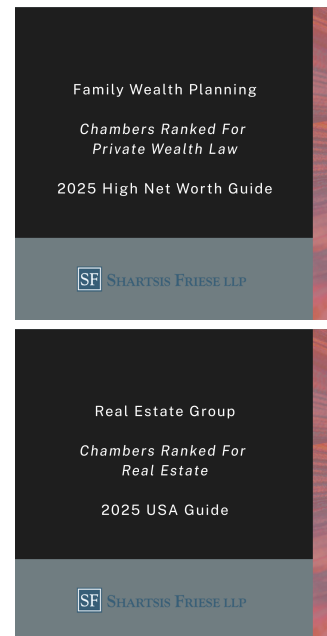 Family Wealth Planning
Chambers Ranked For
Private Wealth Law
2025 High Net Worth Guide
SF SHARTSIS FRIESE LLP
Real Estate Group
Chambers Ranked For
Real Estate
2025 USA Guide
SF SHARTSIS FRIESE LLP